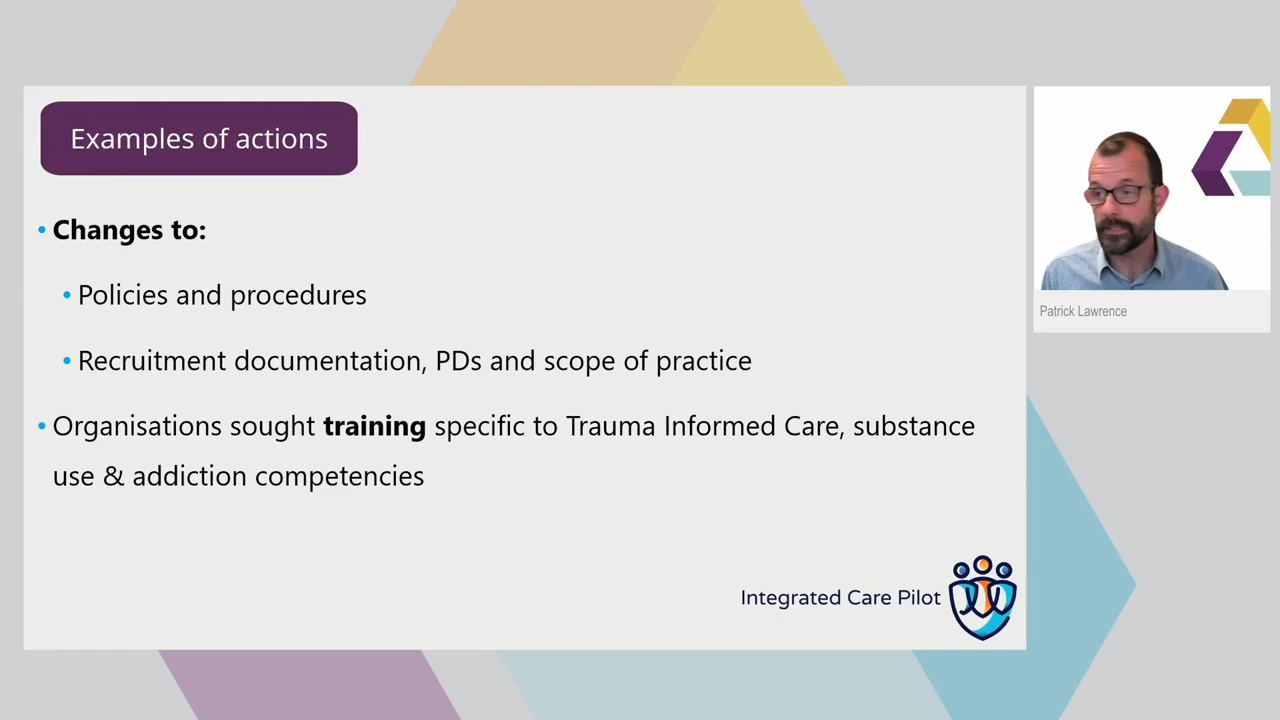 Examples of actions
• Changes to:
• Policies and procedures
• Recruitment documentation, PDs and scope of practice
• Organisations sought training specific to Trauma Informed Care, substance
use & addiction competencies
Integrated Care Pilot
Patrick Lawrence